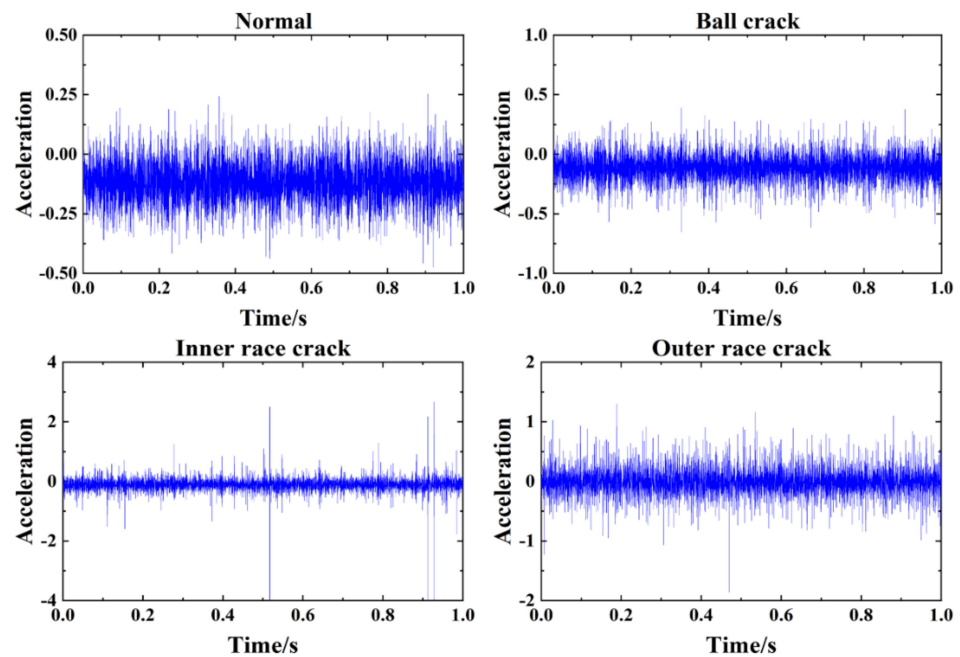 Normal
Acceleration
0.50
0.25
0.00
-0.25
-0.50
0.0 0.2 0.4 0.6 0.8 1.0
Time/s
Ball crack
Acceleration
1.0
0.5
0.0
-0.5
-1.0
0.0 0.2 0.4 0.6 0.8 1.0
Time/s
Inner race crack
Acceleration
4
2
0
-2
-4
0.0 0.2 0.4 0.6 0.8 1.0
Time/s
Outer race crack
Acceleration
2
1
0
-1
-2
0.0 0.2 0.4 0.6 0.8 1.0
Time/s